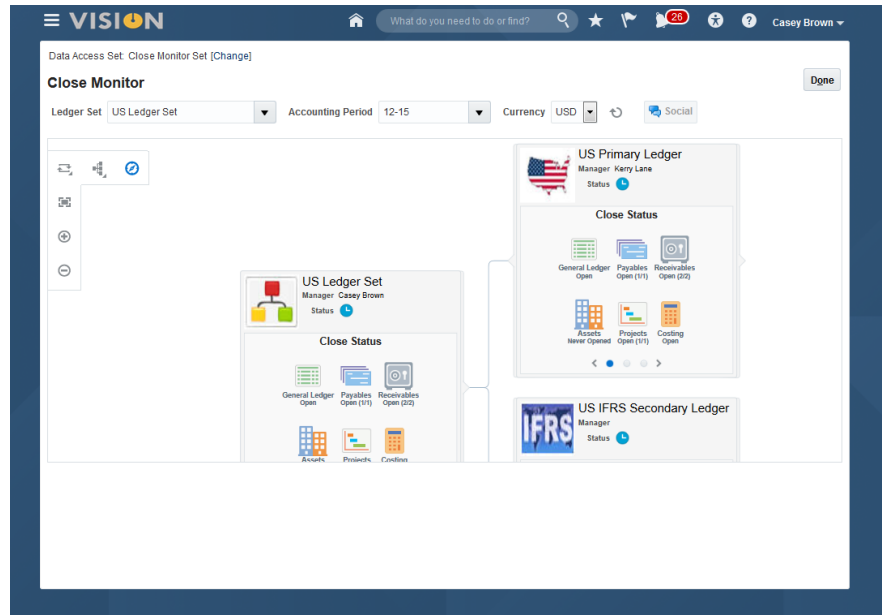 VISION
What do you need to do or find?
26
Casey Brown
Data Access Set: Close Monitor Set [Change]
Close Monitor
Done
Ledger Set US Ledger Set Accounting Period 12-15 Currency USD Social
US Primary Ledger
Manager Kerry Lane
Status
Close Status
General Ledger Payables Receivables
Open Open (1/1) Open (2/2)
Assets Projects Costing
Never Opened Open (1/1) Open
US Ledger Set
Manager Casey Brown
Status
Close Status
General Ledger Payables Receivables
Open Open (1/1) Open (2/2)
Assets Projects Costing
US IFRS Secondary Ledger
IFRS
Manager
Status